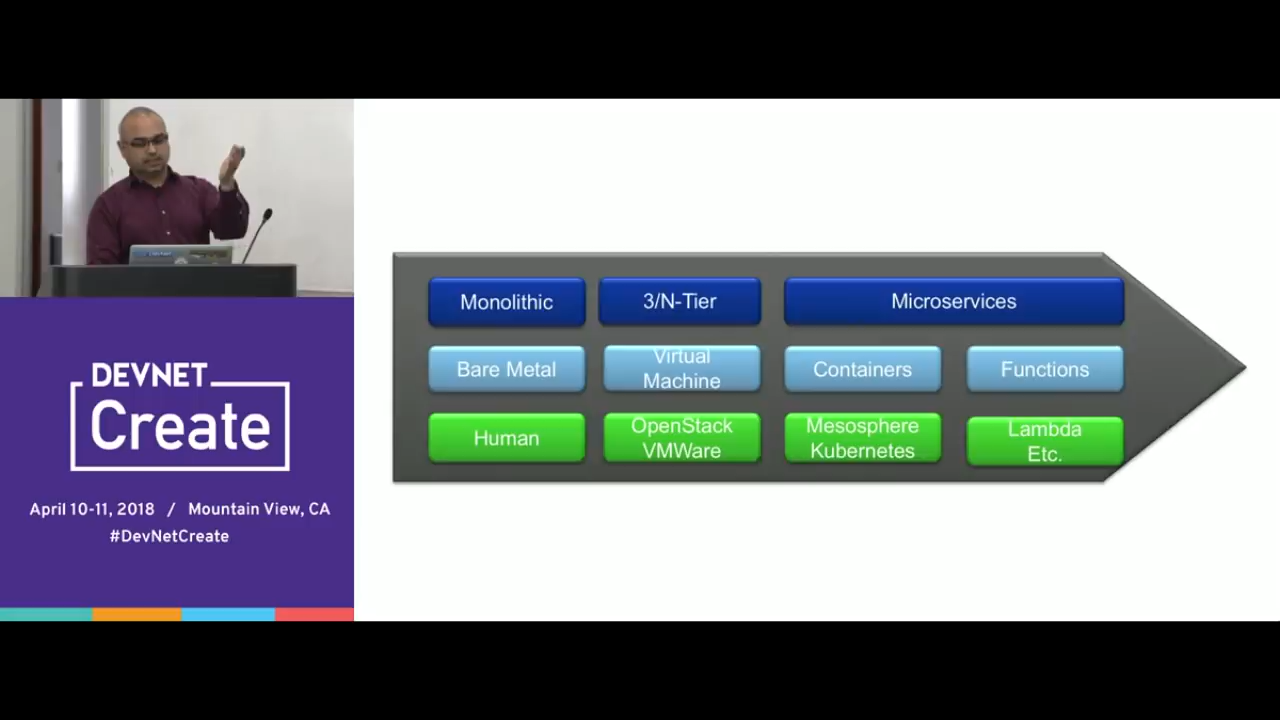 DEVNET
Create
April 10-11, 2018 / Mountain View, CA
#DevNetCreate
Monolithic
3/N-Tier
Microservices
Bare Metal
Virtual
Machine
Containers
Functions
Human
OpenStack
VMWare
Mesosphere
Kubernetes
Lambda
Etc.